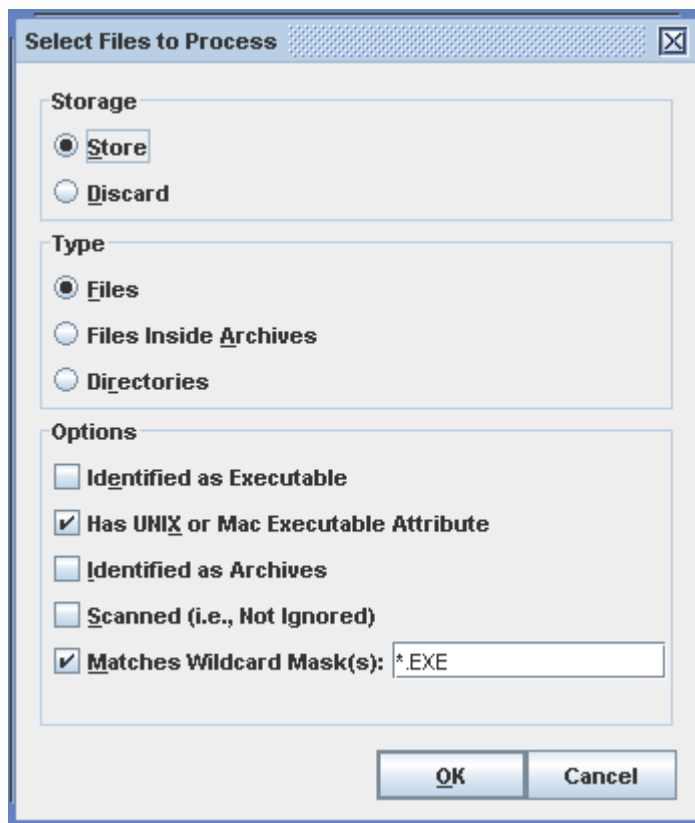 Select Files to Process
Storage
Store
Discard
Type
Files
Files Inside Archives
Directories
Options
Identified as Executable
Has UNIX or Mac Executable Attribute
Identified as Archives
Scanned (i.e., Not Ignored)
Matches Wildcard Mask(s): *.EXE
OK Cancel